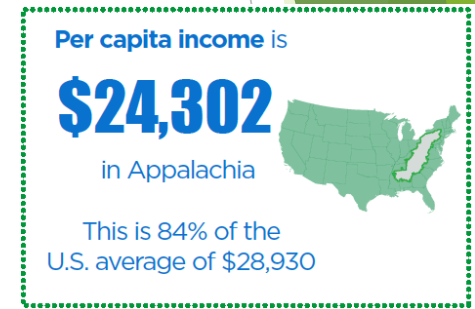 Per capita income is
$24,302
in Appalachia
This is 84% of the
U.S. average of $28,930